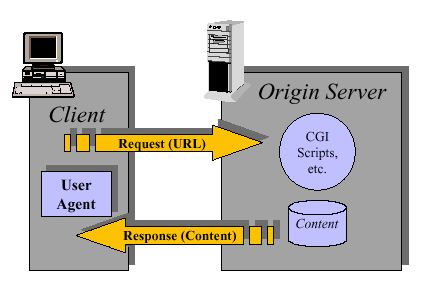 Client
Origin Server
Request (URL)
CGI
Scripts,
etc.
User
Agent
Content
Response (Content)